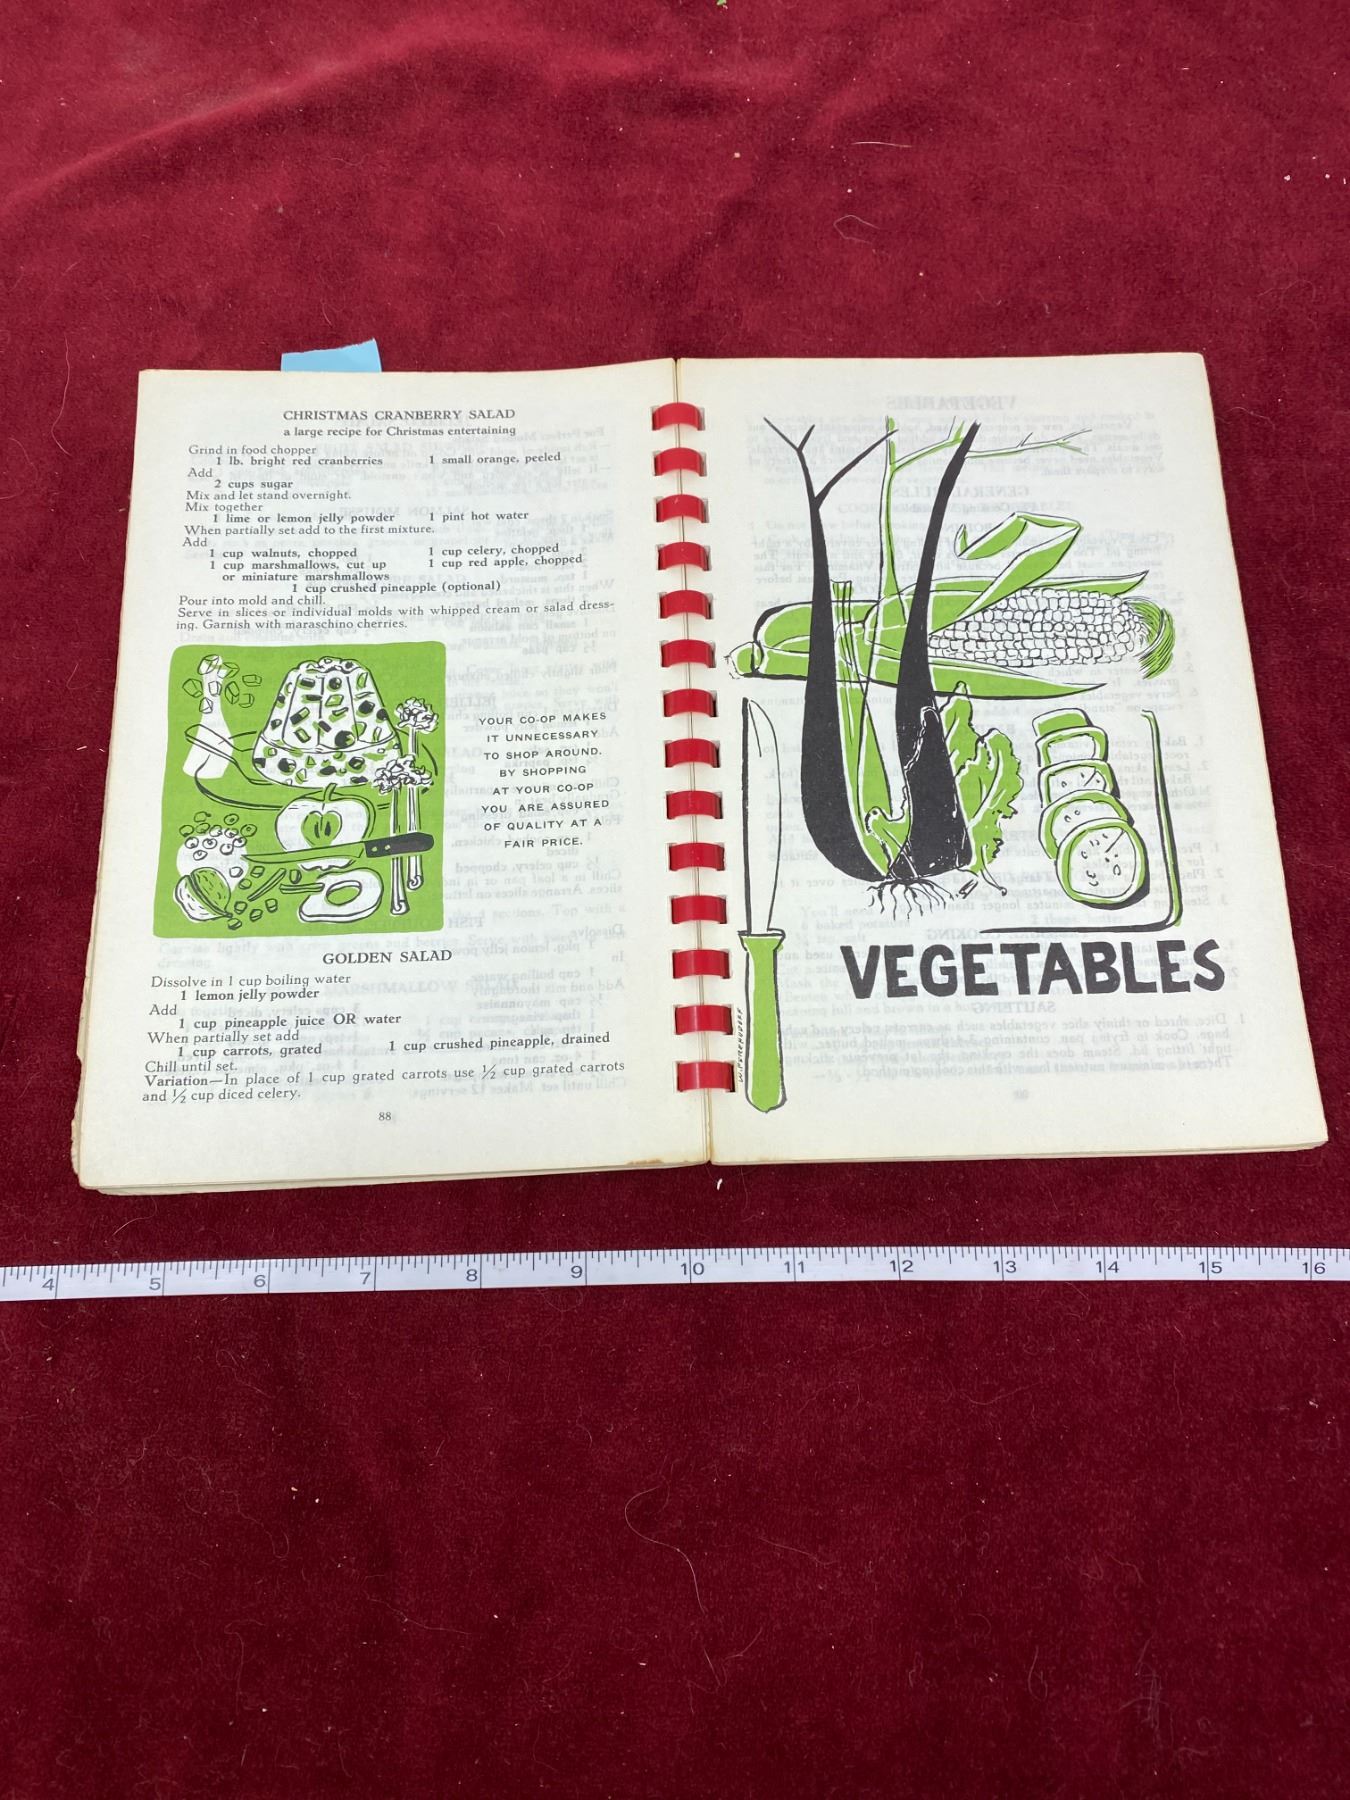 CHRISTMAS CRANBERRY SALAD
a large recipe for Christmas entertaining
Grind in food chopper
1 lb. bright red cranberries 1 small orange, peeled
Add
2 cups sugar
Mix and let stand overnight.
Mix together
1 lime or lemon jelly powder 1 pint hot water
When partially set add to the first mixture.
Add
1 cup walnuts, chopped 1 cup celery, chopped
1 cup marshmallows, cut up 1 cup red apple, chopped
or miniature marshmallows
1 cup crushed pineapple (optional)
Pour into mold and chill.
Serve in slices or individual molds with whipped cream or salad dress-
ing. Garnish with maraschino cherries.
YOUR CO-OP MAKES
IT UNNECESSARY
TO SHOP AROUND.
BY SHOPPING
AT YOUR CO-OP
YOU ARE ASSURED
OF QUALITY AT A
FAIR PRICE.
GOLDEN SALAD
Dissolve in 1 cup boiling water
1 lemon jelly powder
Add
1 cup pineapple juice OR water
When partially set add
1 cup carrots, grated 1 cup crushed pineapple, drained
Chill until set.
Variation—In place of 1 cup grated carrots use ½ cup grated carrots
and ½ cup diced celery.
88
VEGETABLES
W. PEREHUDOFF
4 5 6 7 8 9 10 11 12 13 14 15 16